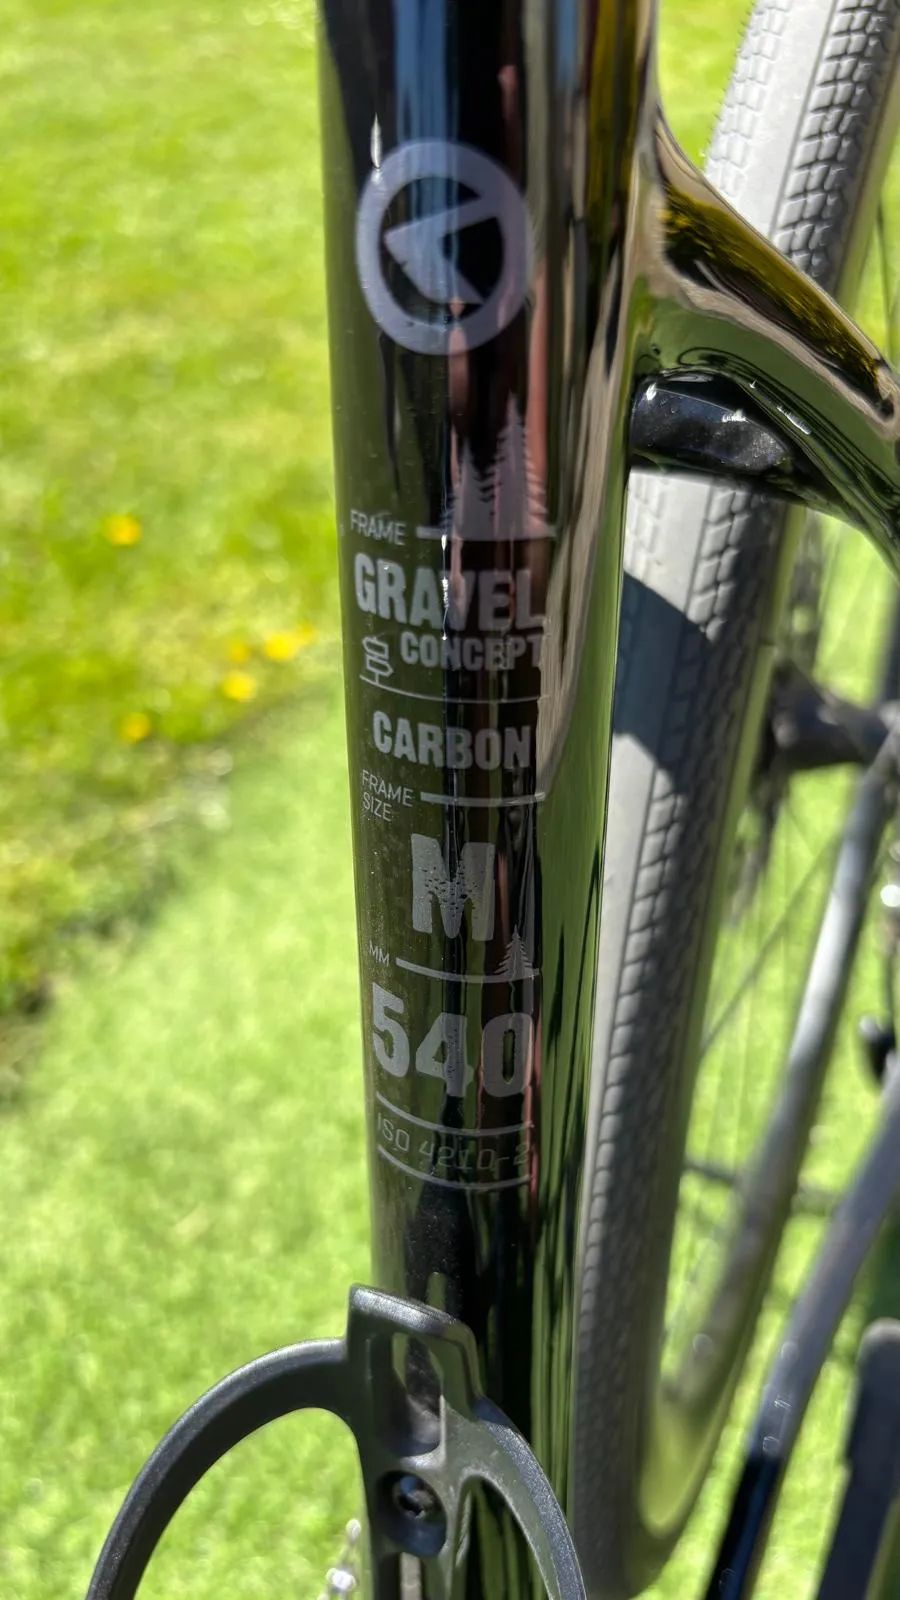 FRAME
GRAVEL
CONCEPT
CARBON
FRAME
SIZE
M
MM
540
ISO 4210-2